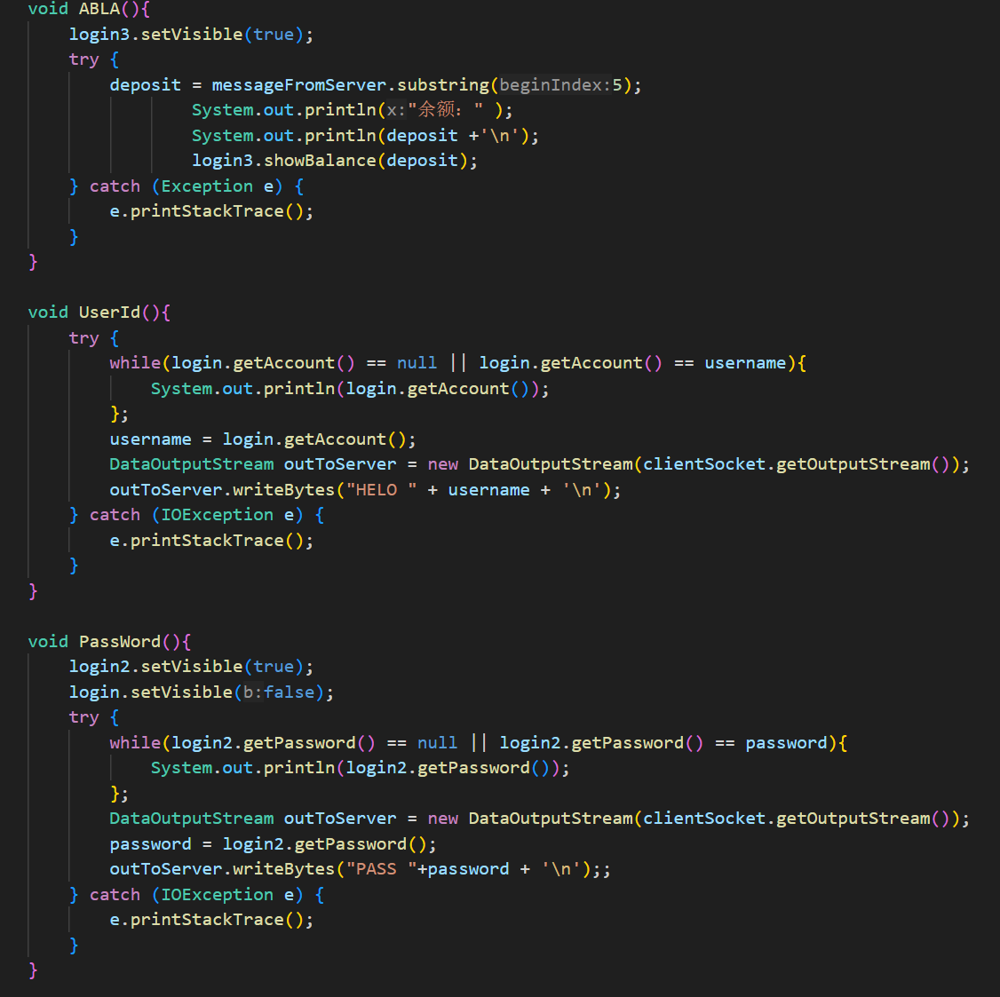 void ABLA(){
login3.setVisible(true);
try {
deposit = messageFromServer.substring(beginIndex:5);
System.out.println(x:"余额：" );
System.out.println(deposit +'\n');
login3.showBalance(deposit);
} catch (Exception e) {
e.printStackTrace();
}
}
void UserId(){
try {
while(login.getAccount() == null || login.getAccount() == username){
System.out.println(login.getAccount());
};
username = login.getAccount();
DataOutputStream outToServer = new DataOutputStream(clientSocket.getOutputStream());
outToServer.writeBytes("HELO " + username + '\n');
} catch (IOException e) {
e.printStackTrace();
}
}
void PassWord(){
login2.setVisible(true);
login.setVisible(b:false);
try {
while(login2.getPassword() == null || login2.getPassword() == password){
System.out.println(login2.getPassword());
};
DataOutputStream outToServer = new DataOutputStream(clientSocket.getOutputStream());
password = login2.getPassword();
outToServer.writeBytes("PASS "+password + '\n');;
} catch (IOException e) {
e.printStackTrace();
}
}